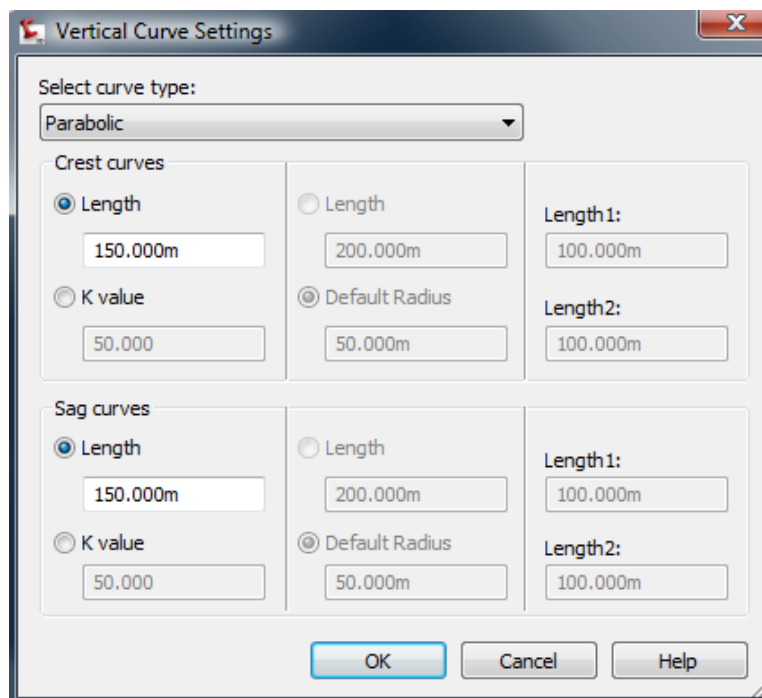 Vertical Curve Settings
Select curve type:
Parabolic
Crest curves
Length
150.000m
K value
50.000
Length
200.000m
Default Radius
50.000m
Length1:
100.000m
Length2:
100.000m
Sag curves
Length
150.000m
K value
50.000
Length
200.000m
Default Radius
50.000m
Length1:
100.000m
Length2:
100.000m
OK
Cancel
Help